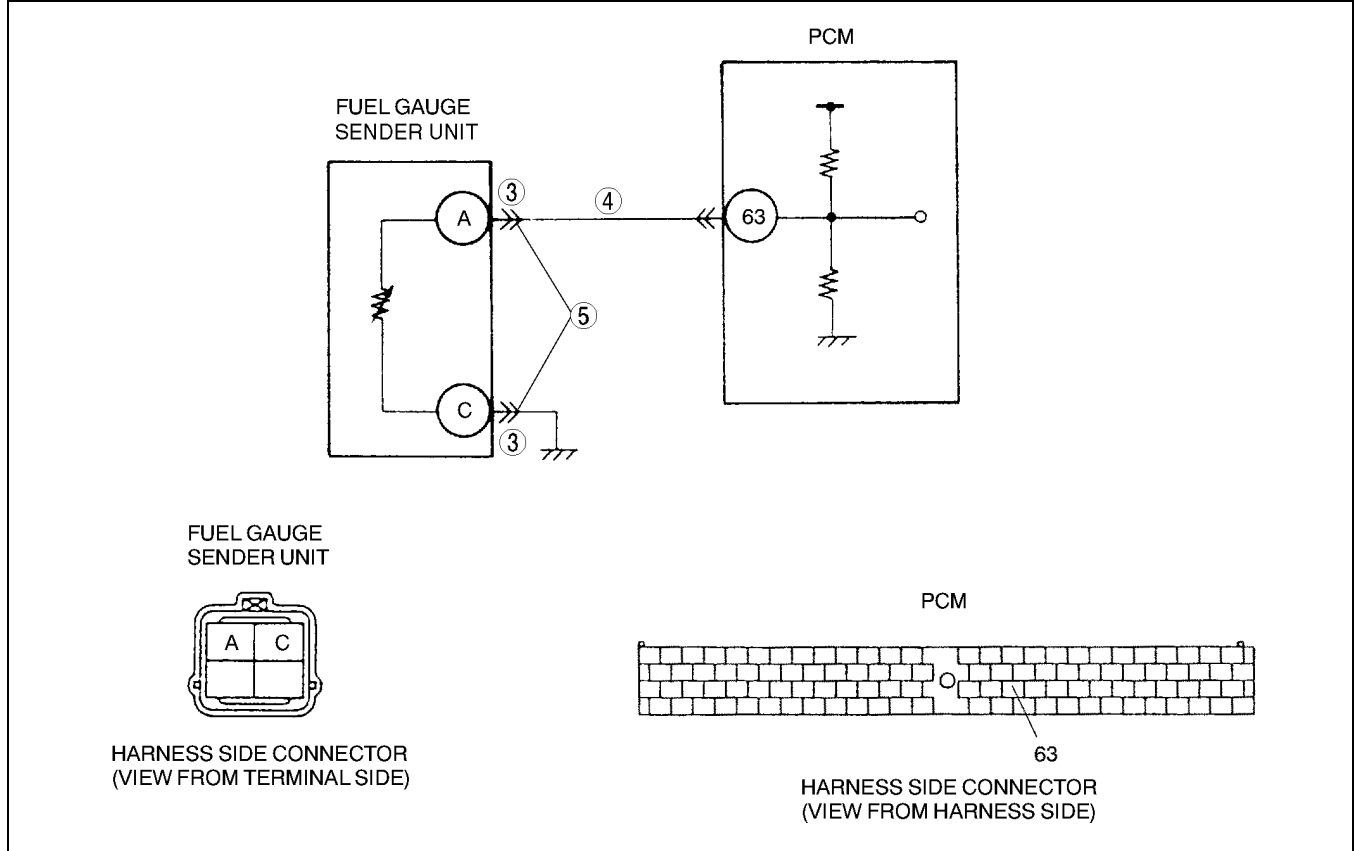 PCM
FUEL GAUGE
SENDER UNIT
3
4
A
63
5
C
3
FUEL GAUGE
SENDER UNIT
A C
HARNESS SIDE CONNECTOR
(VIEW FROM TERMINAL SIDE)
PCM
63
HARNESS SIDE CONNECTOR
(VIEW FROM HARNESS SIDE)